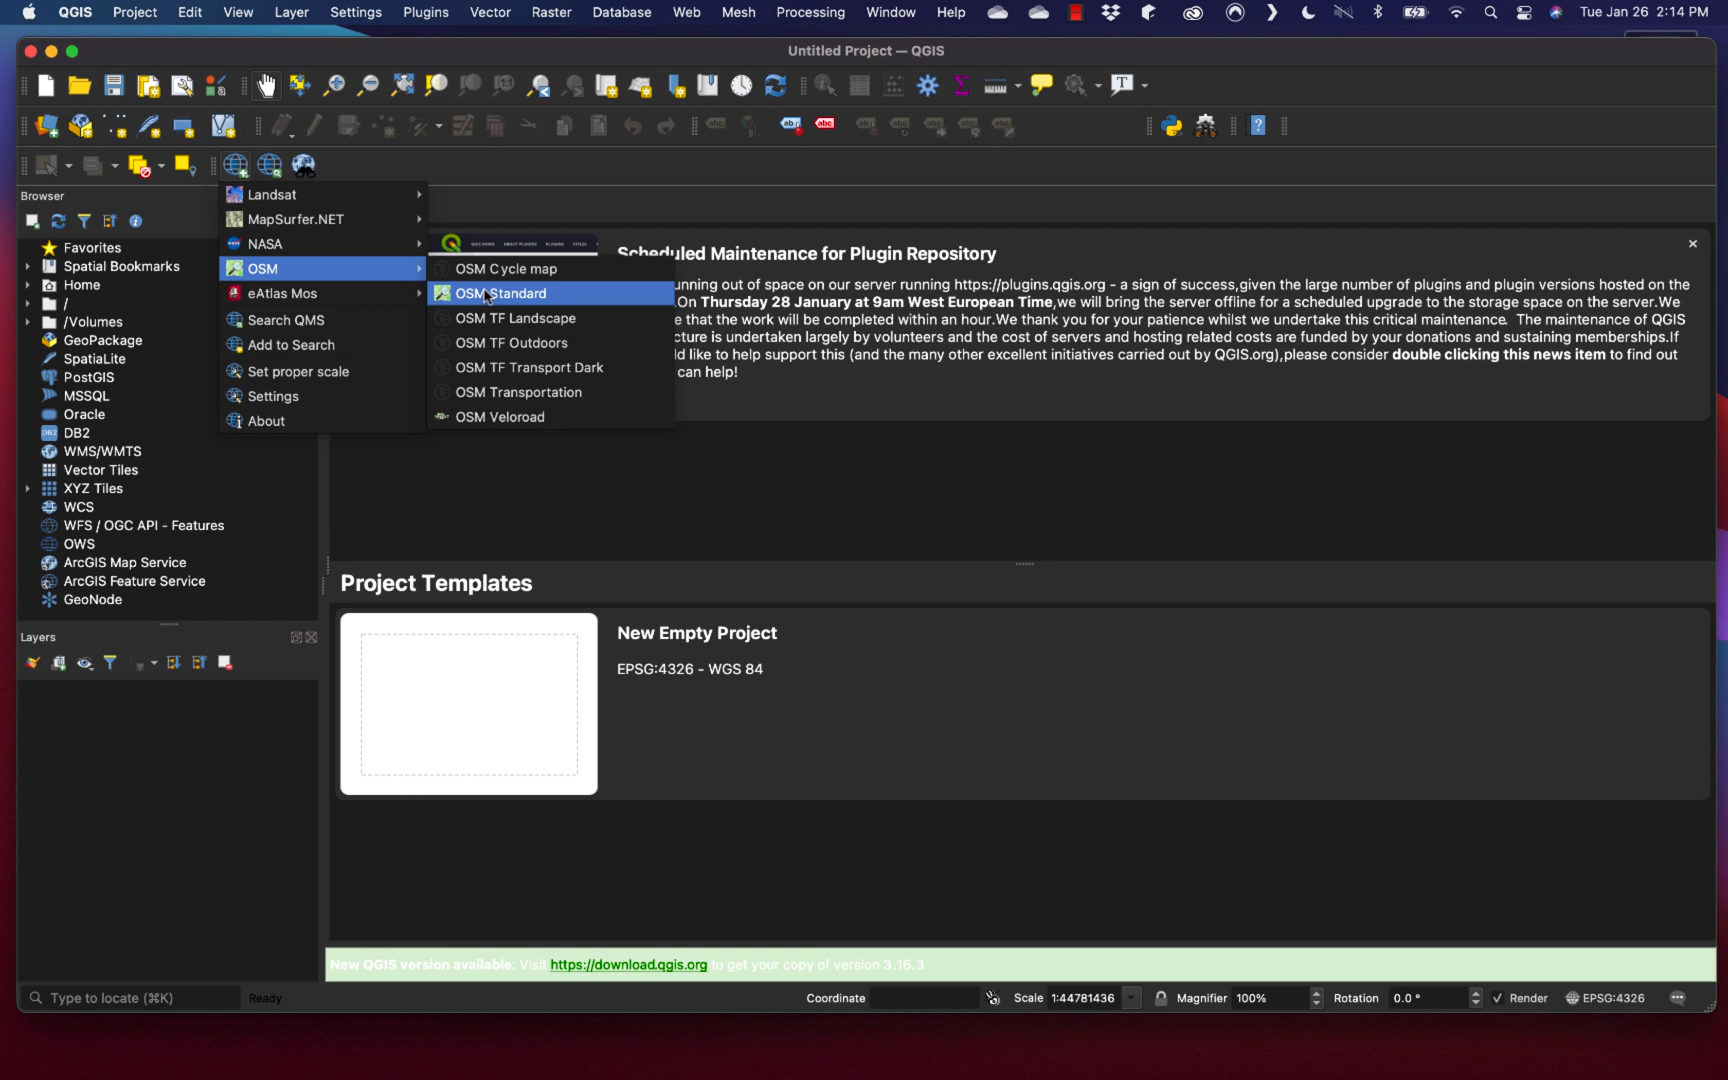 QGIS Project Edit View Layer Settings Plugins Vector Raster Database Web Mesh Processing Window Help Tue Jan 26 2:14 PM
Untitled Project — QGIS
Browser
Favorites
Spatial Bookmarks
Home
/
/Volumes
GeoPackage
SpatiaLite
PostGIS
MSSQL
Oracle
DB2
WMS/WMTS
Vector Tiles
XYZ Tiles
WCS
WFS / OGC API - Features
OWS
ArcGIS Map Service
ArcGIS Feature Service
GeoNode
Landsat
MapSurfer.NET
NASA
OSM
eAtlas Mos
Search QMS
Add to Search
Set proper scale
Settings
About
OSM Cycle map
OSM Standard
OSM TF Landscape
OSM TF Outdoors
OSM TF Transport Dark
OSM Transportation
OSM Veloroad
Scheduled Maintenance for Plugin Repository
unning out of space on our server running https://plugins.qgis.org - a sign of success,given the large number of plugins and plugin versions hosted on the
.On Thursday 28 January at 9am West European Time,we will bring the server offline for a scheduled upgrade to the storage space on the server.We
e that the work will be completed within an hour.We thank you for your patience whilst we undertake this critical maintenance. The maintenance of QGIS
cture is undertaken largely by volunteers and the cost of servers and hosting related costs are funded by your donations and sustaining memberships.If
ld like to help support this (and the many other excellent initiatives carried out by QGIS.org),please consider double clicking this news item to find out
can help!
Project Templates
New Empty Project
EPSG:4326 - WGS 84
Layers
New QGIS version available: Visit https://download.qgis.org to get your copy of version 3.16.3
Type to locate (⌘K) Ready Coordinate Scale 1:44781436 Magnifier 100% Rotation 0.0 ° Render EPSG:4326